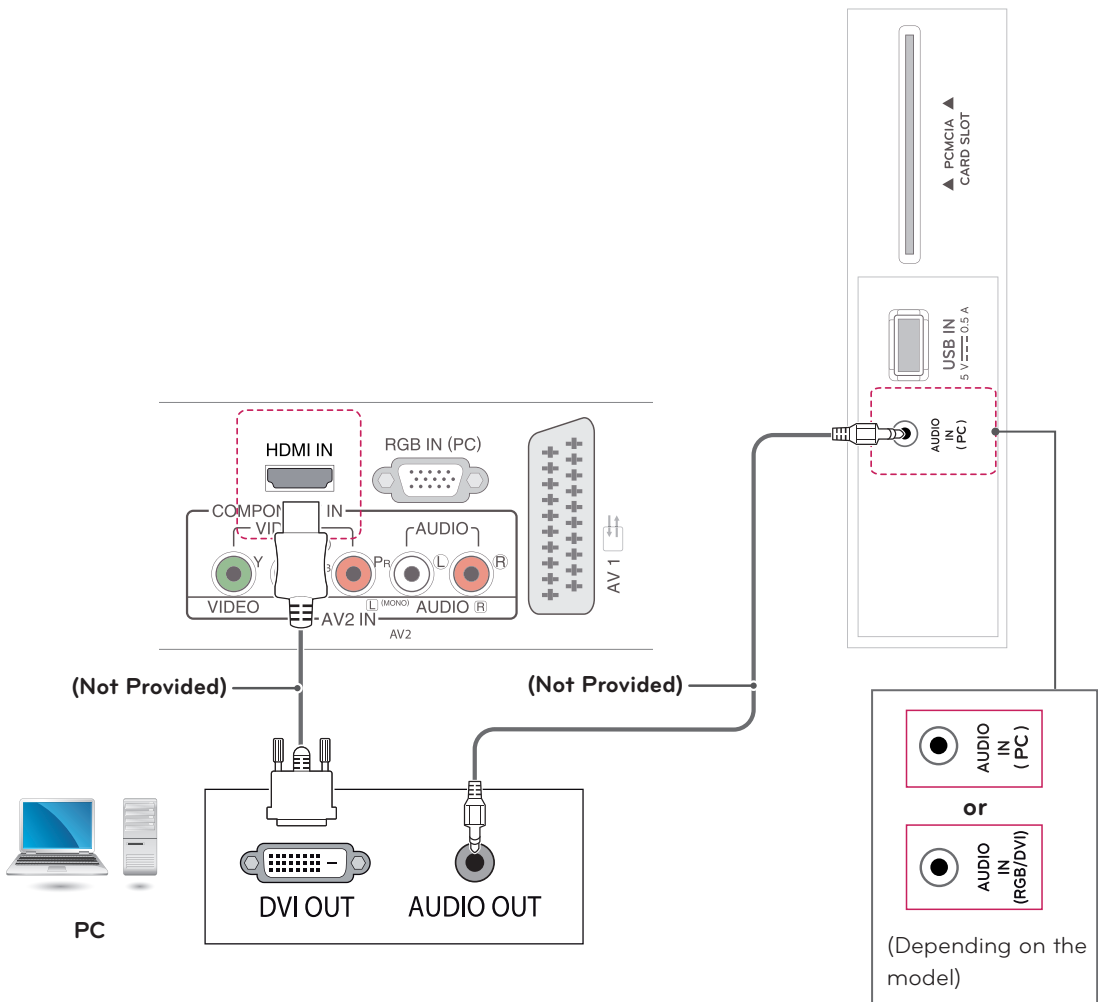 ▲ PCMCIA ▲
CARD SLOT
USB IN
5 V 0.5 A
AUDIO
IN
(PC)
HDMI IN
RGB IN (PC)
IN
AUDIO
Y
B
PR
L
R
VIDEO
L (MONO) AUDIO R
AV2 IN
AV2
AV 1
(Not Provided)
(Not Provided)
PC
DVI OUT
AUDIO OUT
AUDIO
IN
(PC)
or
AUDIO
IN
(RGB/DVI)
(Depending on the
model)